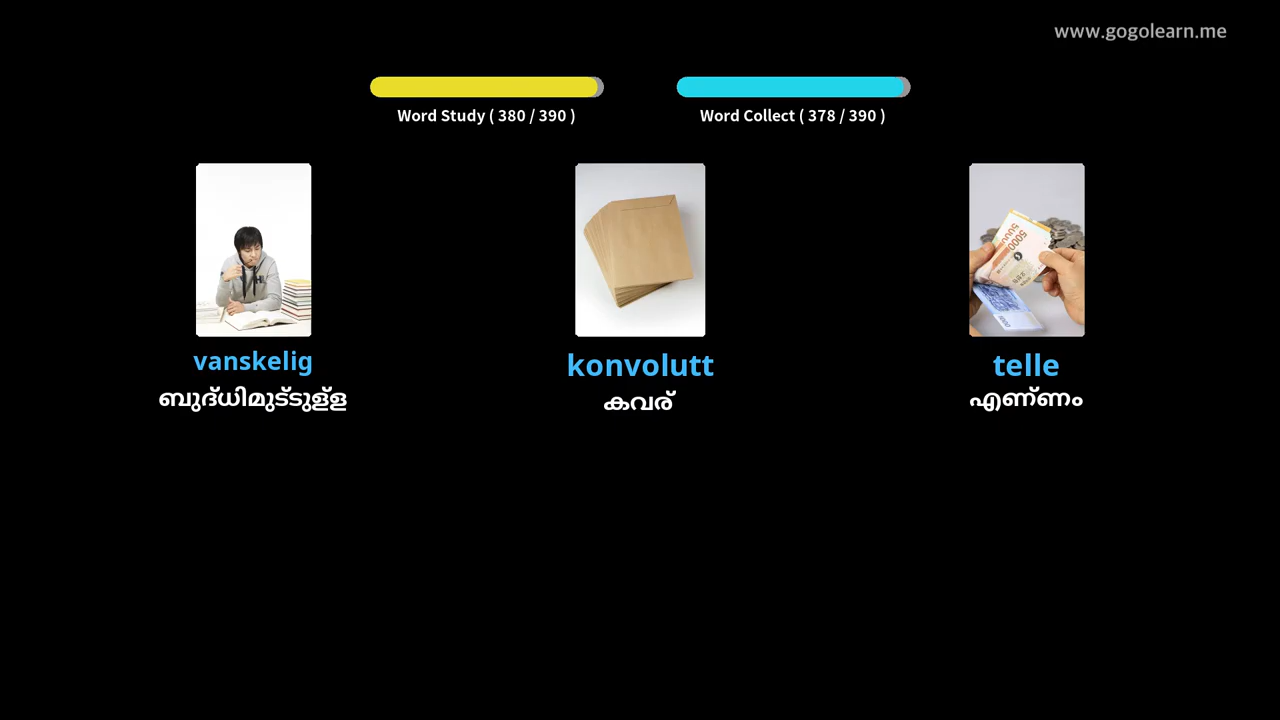 www.gogolearn.me
Word Study ( 380 / 390 )
Word Collect ( 378 / 390 )
vanskelig
ബുദ്ധിമുട്ടുള്ള
konvolutt
കവര്
telle
എണ്ണം